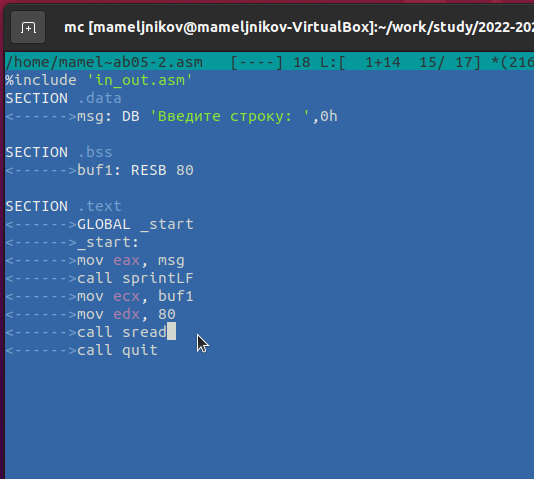 mc [mameljnikov@mameljnikov-VirtualBox]:~/work/study/2022-202
/home/mamel~ab05-2.asm [----] 18 L:[ 1+14 15/ 17] *(216
%include 'in_out.asm'
SECTION .data
<------>msg: DB 'Введите строку: ',0h
SECTION .bss
<------>buf1: RESB 80
SECTION .text
<------>GLOBAL _start
<------>_start:
<------>mov eax, msg
<------>call sprintLF
<------>mov ecx, buf1
<------>mov edx, 80
<------>call sread
<------>call quit